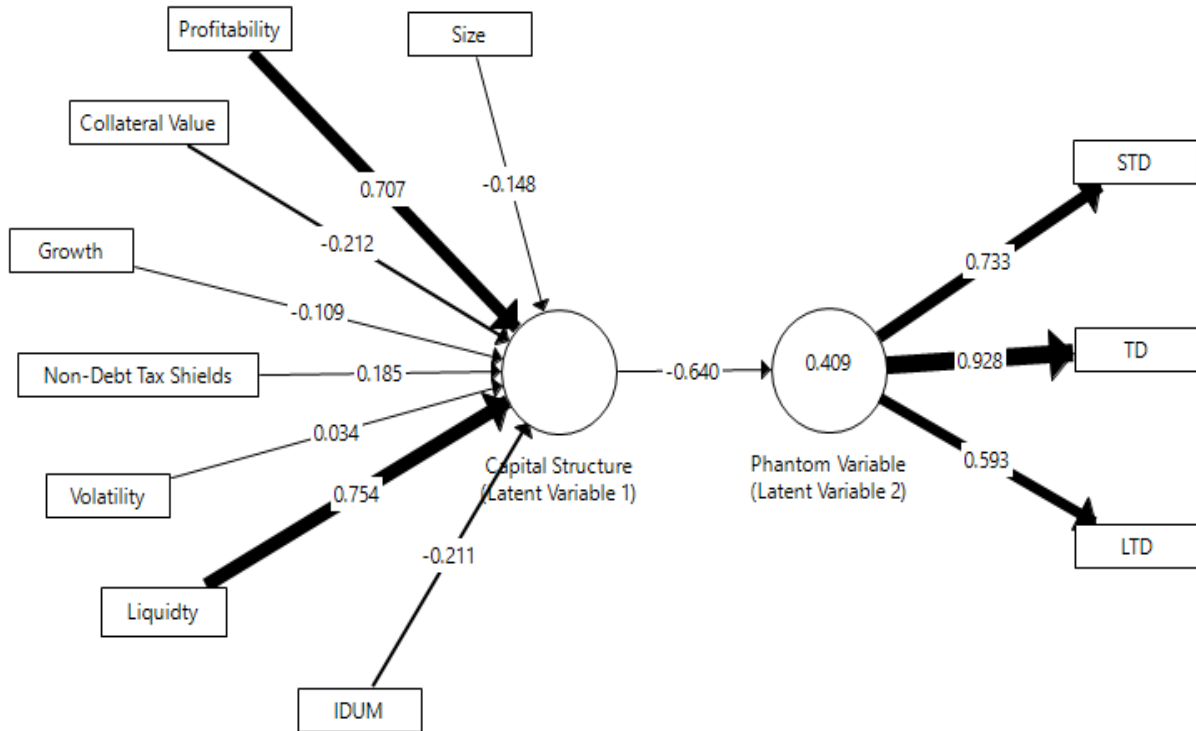 Profitability
Size
Collateral Value
STD
0.707
-0.148
-0.212
Growth
0.733
-0.109
TD
0.409
0.928
Non-Debt Tax Shields
0.185
-0.640
0.034
0.593
Capital Structure
(Latent Variable 1)
Phantom Variable
(Latent Variable 2)
Volatility
0.754
LTD
-0.211
Liquidty
IDUM